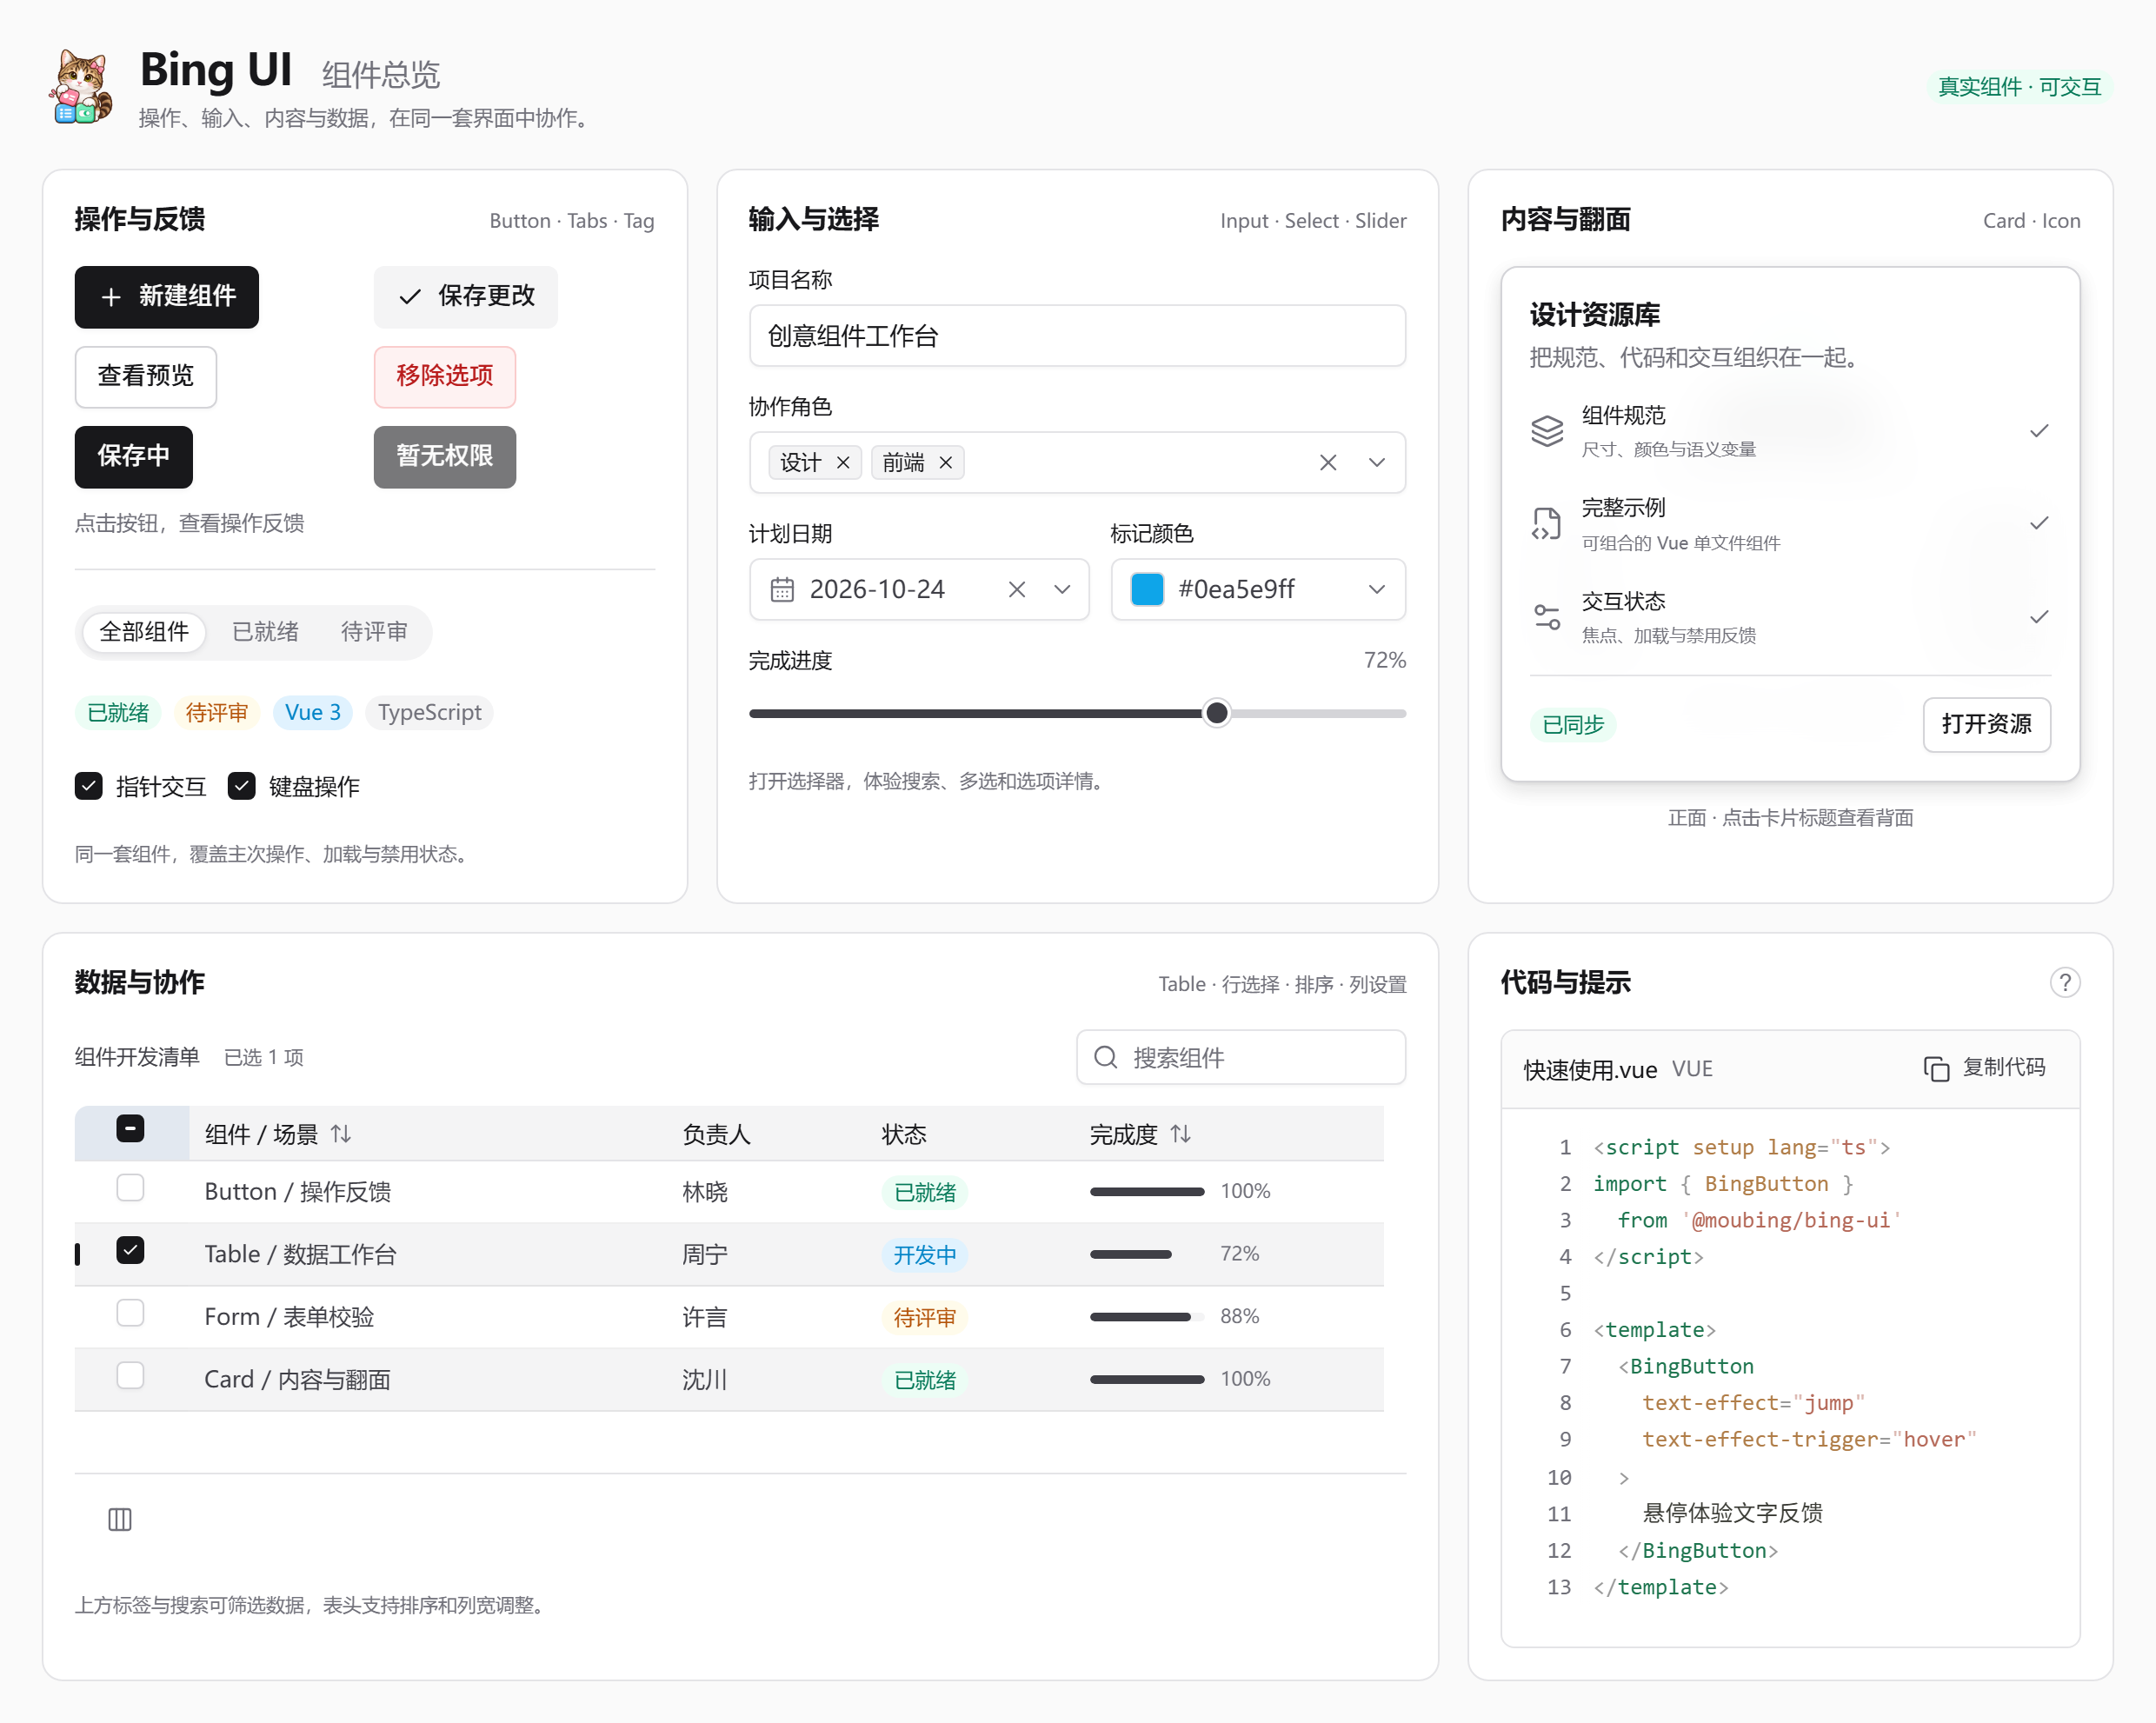 Bing UI 组件总览
操作、输入、内容与数据，在同一套界面中协作。
真实组件 · 可交互
操作与反馈 Button · Tabs · Tag
新建组件 保存更改
查看预览 移除选项
保存中 暂无权限
点击按钮，查看操作反馈
全部组件 已就绪 待评审
已就绪 待评审 Vue 3 TypeScript
指针交互 键盘操作
同一套组件，覆盖主次操作、加载与禁用状态。
输入与选择 Input · Select · Slider
项目名称
创意组件工作台
协作角色
设计 前端
计划日期 标记颜色
2026-10-24 #0ea5e9ff
完成进度 72%
打开选择器，体验搜索、多选和选项详情。
内容与翻面 Card · Icon
设计资源库
把规范、代码和交互组织在一起。
组件规范
尺寸、颜色与语义变量
完整示例
可组合的 Vue 单文件组件
交互状态
焦点、加载与禁用反馈
已同步 打开资源
正面 · 点击卡片标题查看背面
数据与协作 Table · 行选择 · 排序 · 列设置
组件开发清单 已选 1 项 搜索组件
组件 / 场景 负责人 状态 完成度
Button / 操作反馈 林晓 已就绪 100%
Table / 数据工作台 周宁 开发中 72%
Form / 表单校验 许言 待评审 88%
Card / 内容与翻面 沈川 已就绪 100%
上方标签与搜索可筛选数据，表头支持排序和列宽调整。
代码与提示 ?
快速使用.vue VUE 复制代码
1 <script setup lang="ts">
2 import { BingButton }
3 from '@moubing/bing-ui'
4 </script>
5
6 <template>
7 <BingButton
8 text-effect="jump"
9 text-effect-trigger="hover"
10 >
11 悬停体验文字反馈
12 </BingButton>
13 </template>